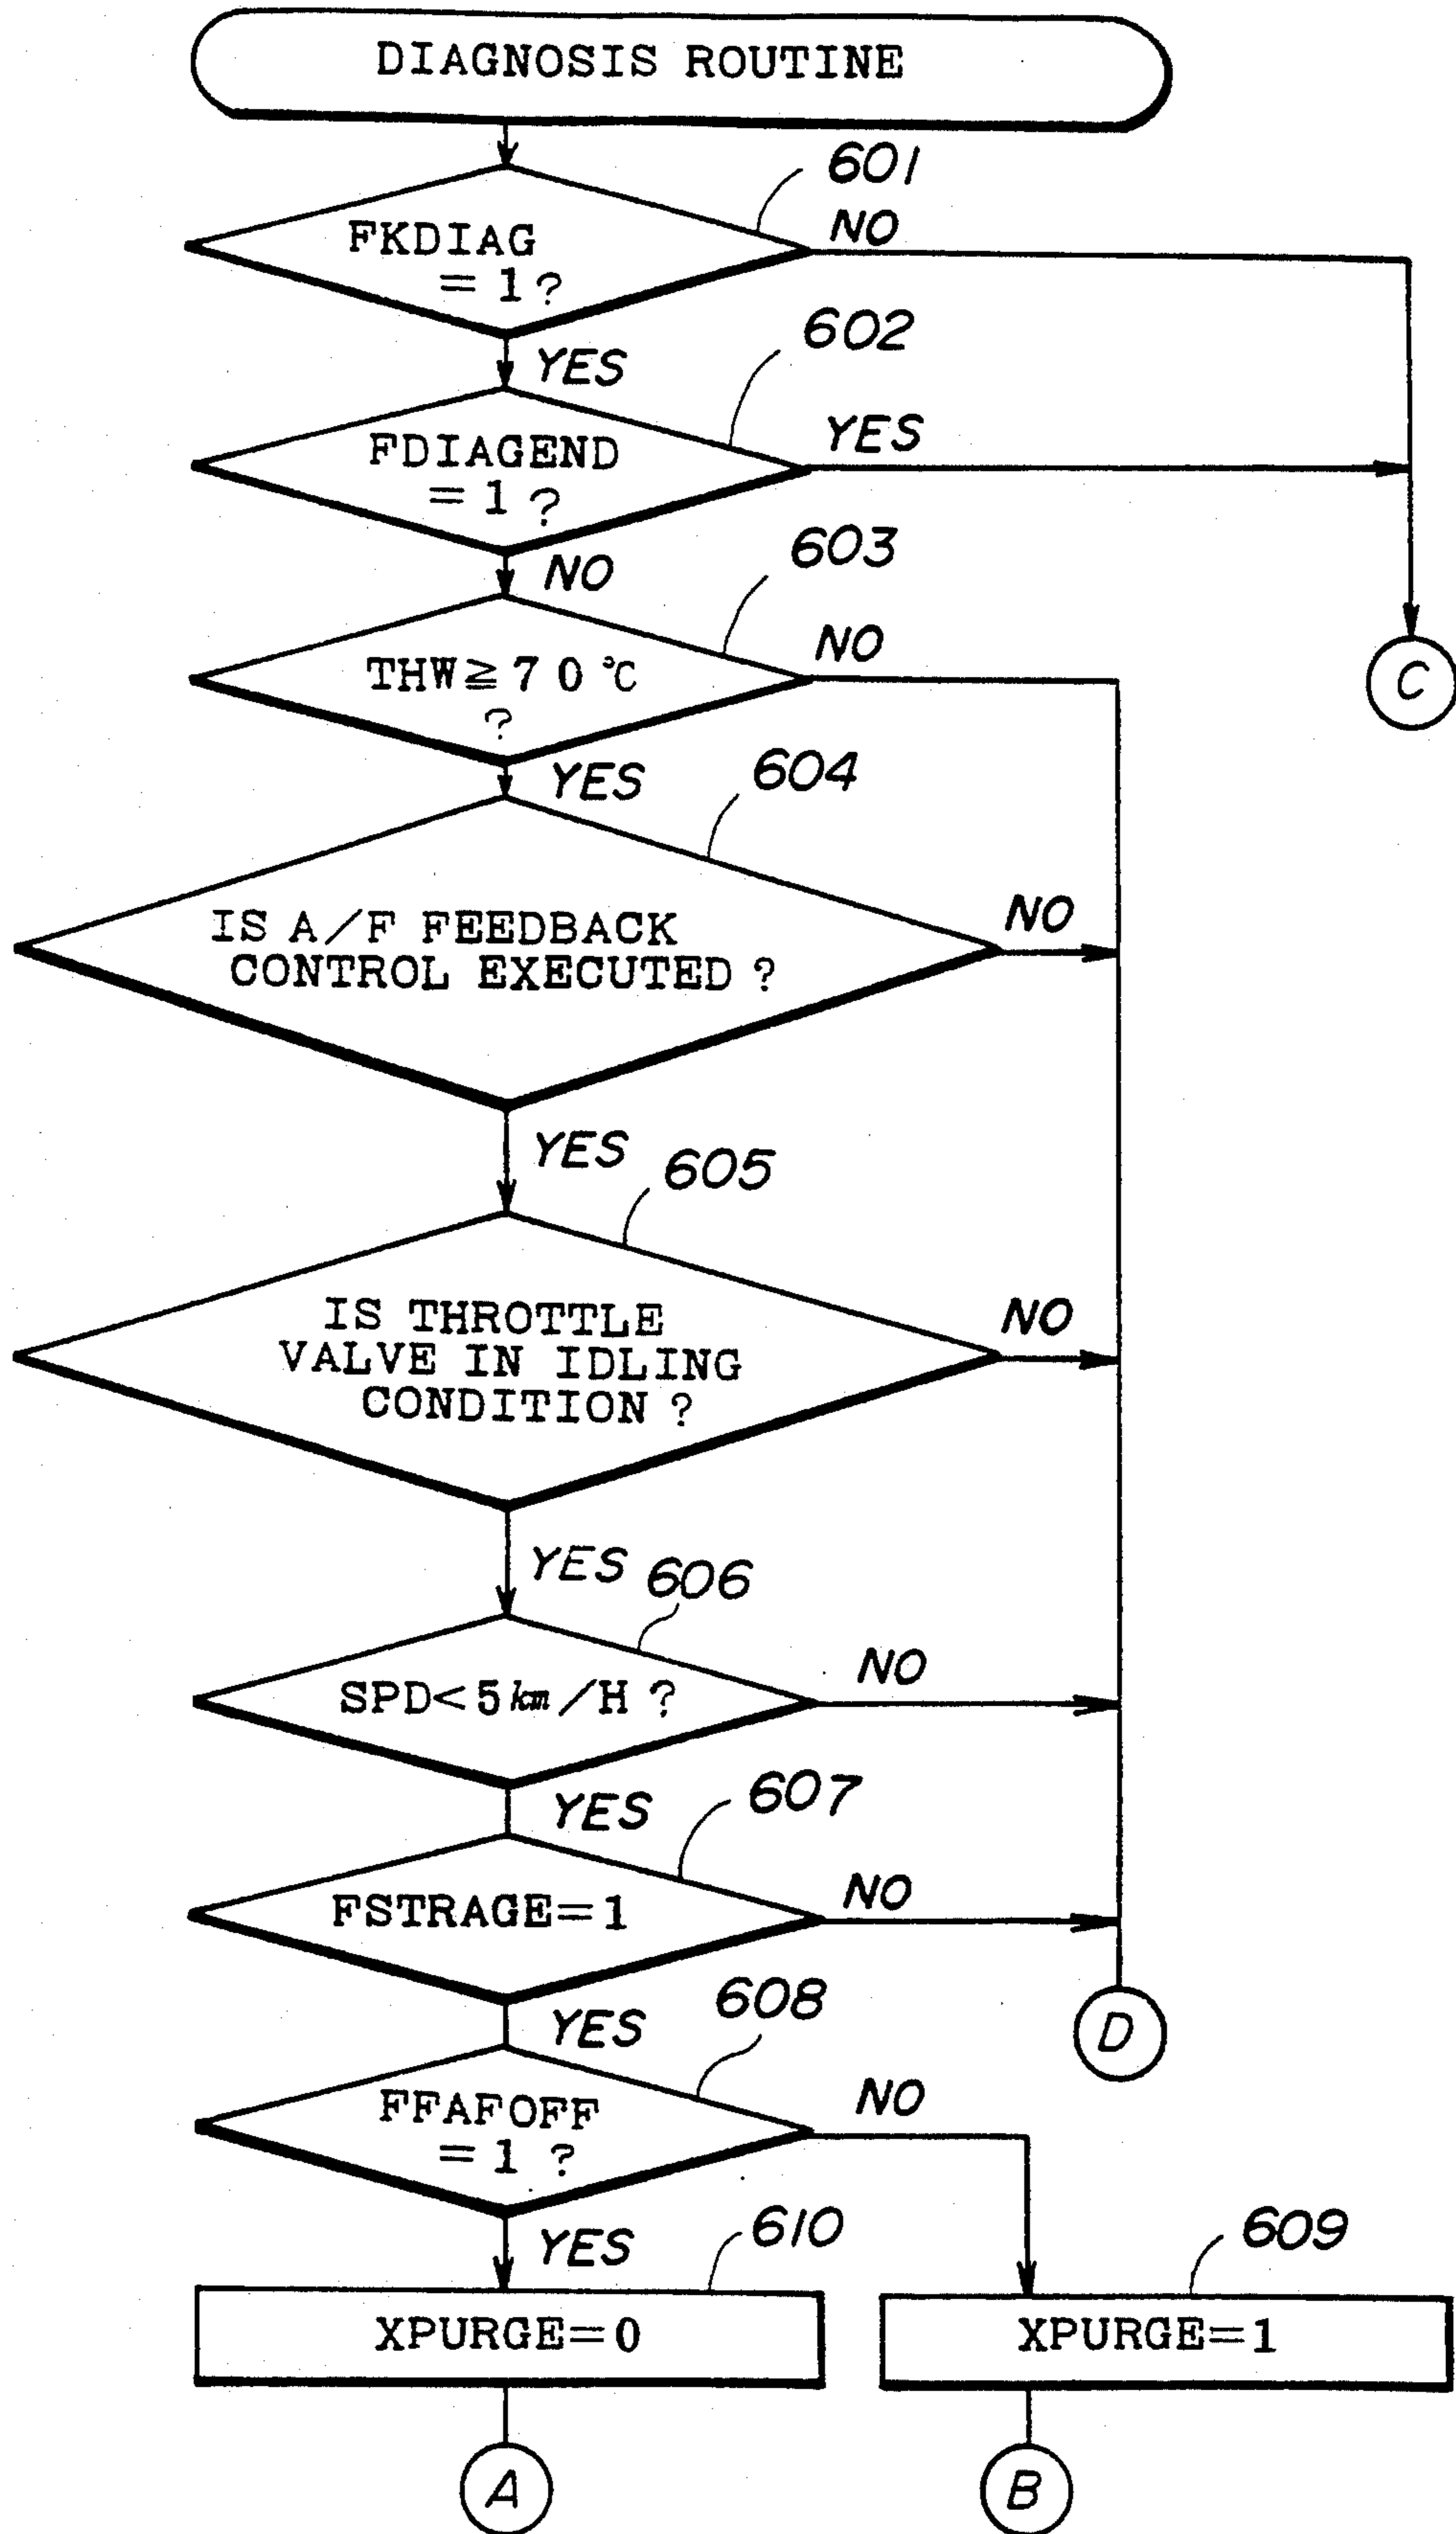 DIAGNOSIS ROUTINE
601
FKDIAG
=1?
NO
YES
602
FDIAGEND
=1?
YES
NO
603
THW≧70℃
?
NO
C
YES
604
IS A/F FEEDBACK
CONTROL EXECUTED?
NO
YES
605
IS THROTTLE
VALVE IN IDLING
CONDITION?
NO
YES
606
SPD<5km/H?
NO
YES
607
FSTRAGE=1
NO
YES
608
D
FFAFOFF
=1?
NO
YES
610
609
XPURGE=0
XPURGE=1
A
B